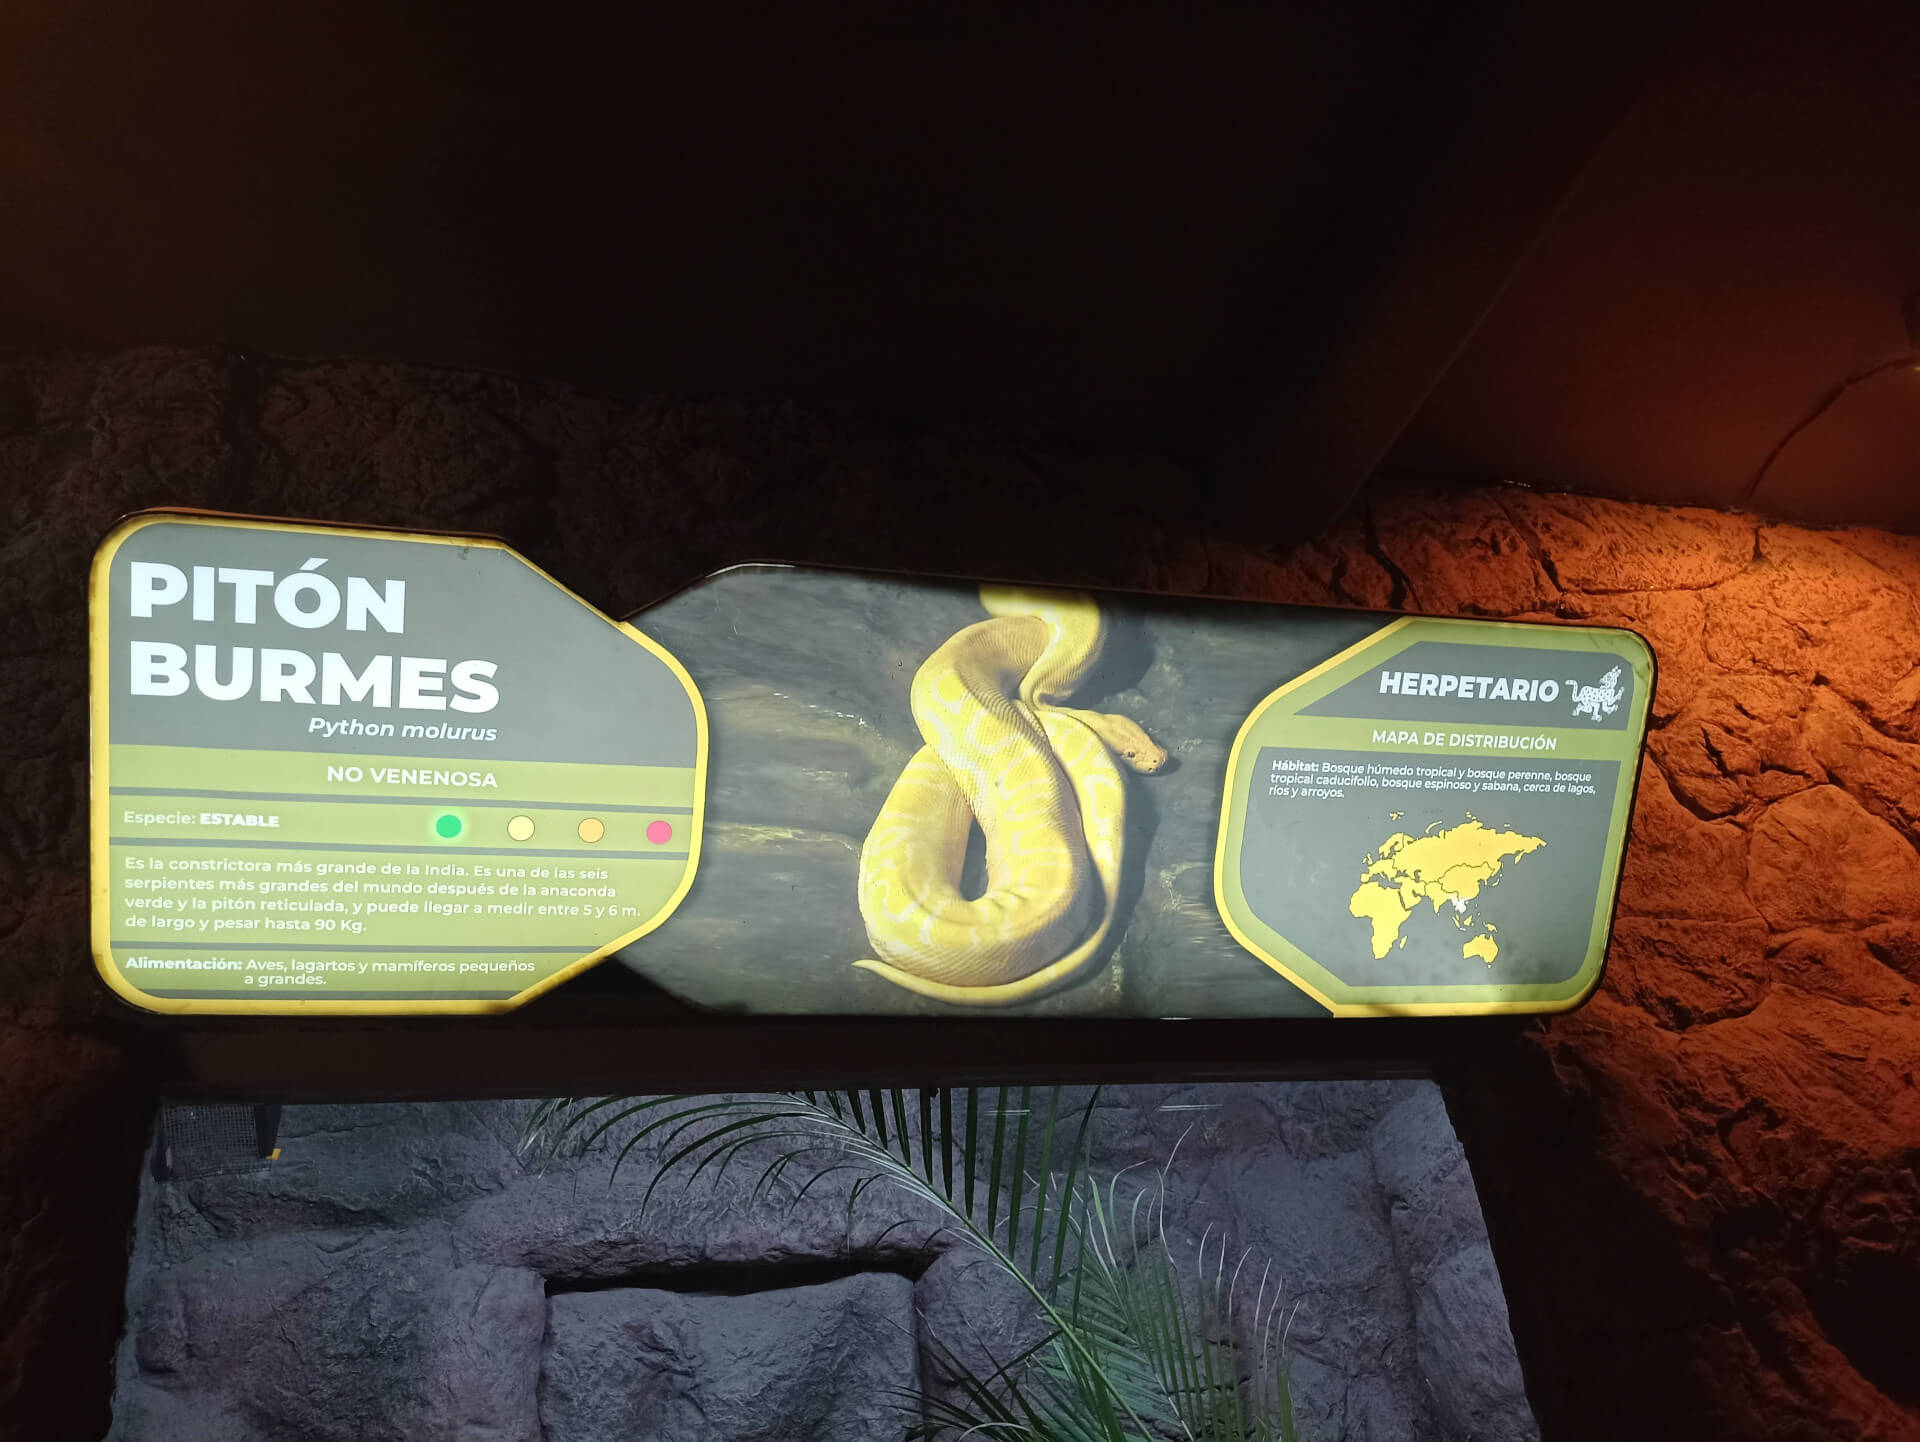 PITÓN
BURMES
Python molurus
NO VENENOSA
Especie: ESTABLE
Es la constrictora más grande de la India. Es una de las seis
serpientes más grandes del mundo después de la anaconda
verde y la pitón reticulada, y puede llegar a medir entre 5 y 6 m.
de largo y pesar hasta 90 Kg.
Alimentación: Aves, lagartos y mamíferos pequeños
a grandes.
HERPETARIO
MAPA DE DISTRIBUCIÓN
Hábitat: Bosque húmedo tropical y bosque perenne, bosque
tropical caducifolio, bosque espinoso y sabana, cerca de lagos,
ríos y arroyos.